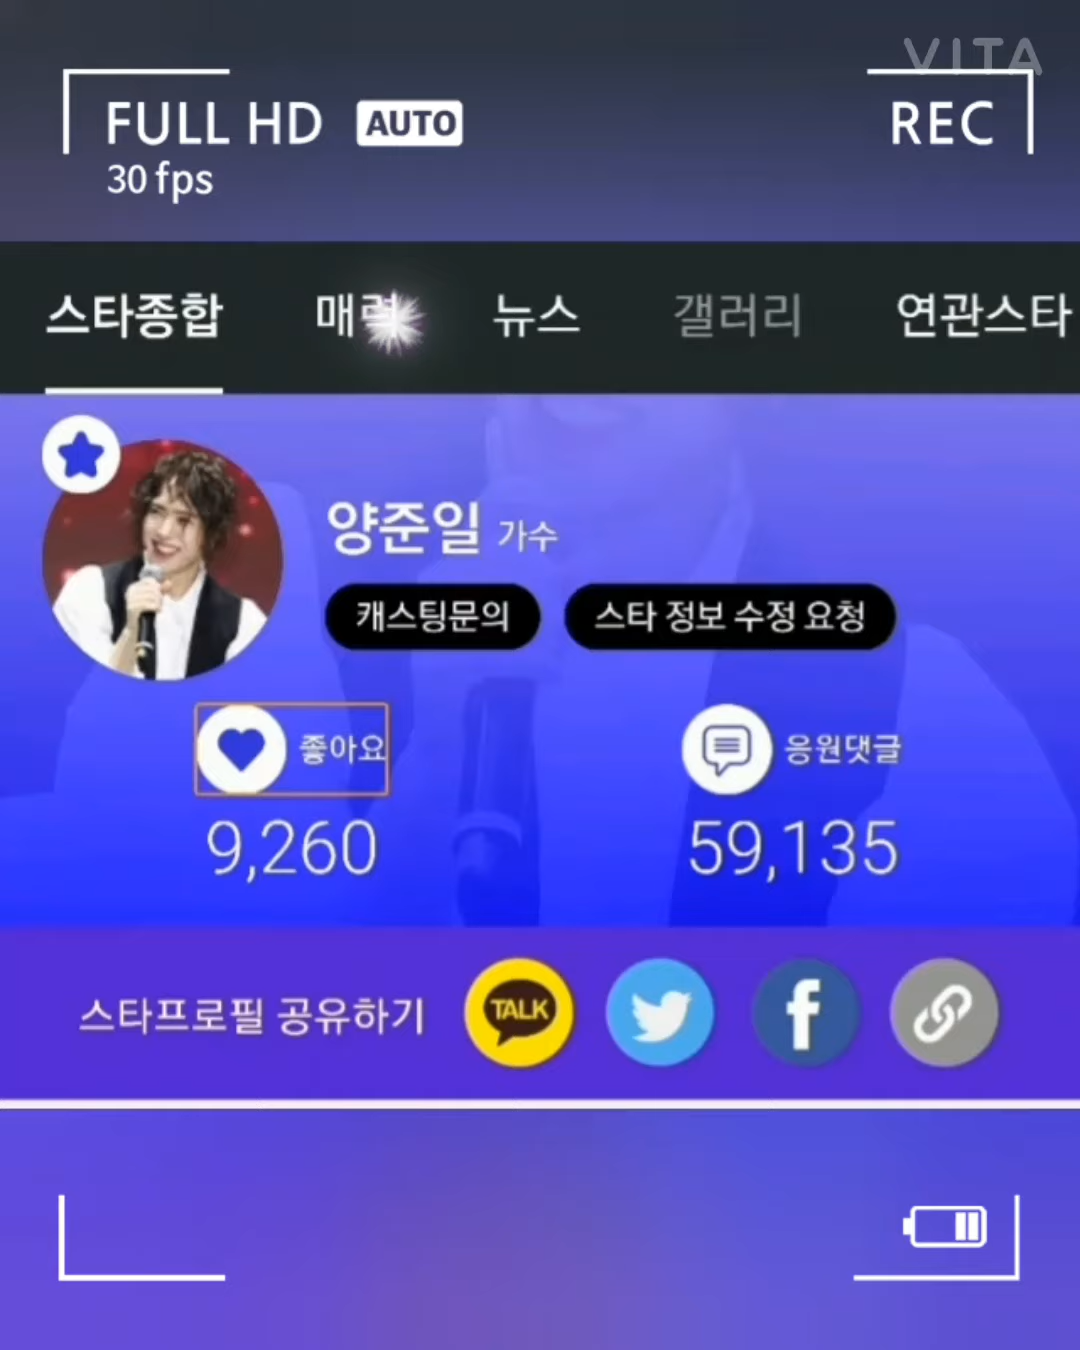 VITA
FULL HD AUTO
REC
30 fps
스타종합 매력 뉴스 갤러리 연관스타
양준일 가수
캐스팅문의 스타 정보 수정 요청
좋아요 응원댓글
9,260 59,135
스타프로필 공유하기 TALK